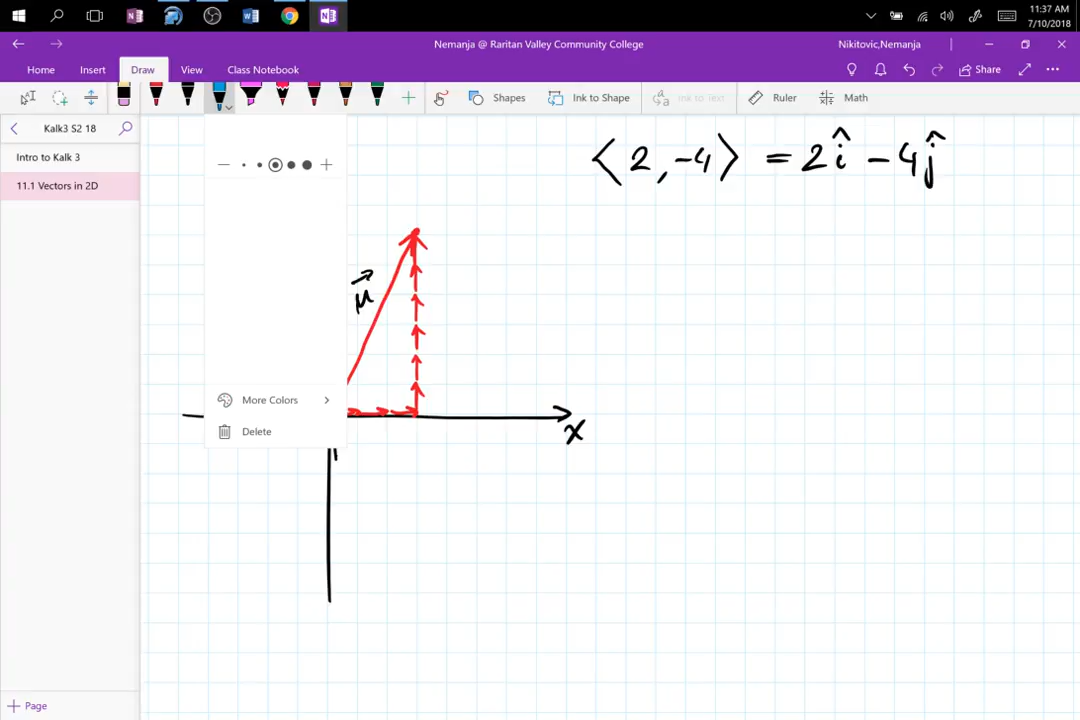 11:37 AM
7/10/2018
Nemanja @ Raritan Valley Community College
Nikitovic,Nemanja
Home Insert Draw View Class Notebook
Share
Shapes Ink to Shape Ink to Text Ruler Math
Kalk3 S2 18
Intro to Kalk 3
11.1 Vectors in 2D
⟨2, -4⟩ = 2î - 4ĵ
μ⃗
x
More Colors
Delete
Page